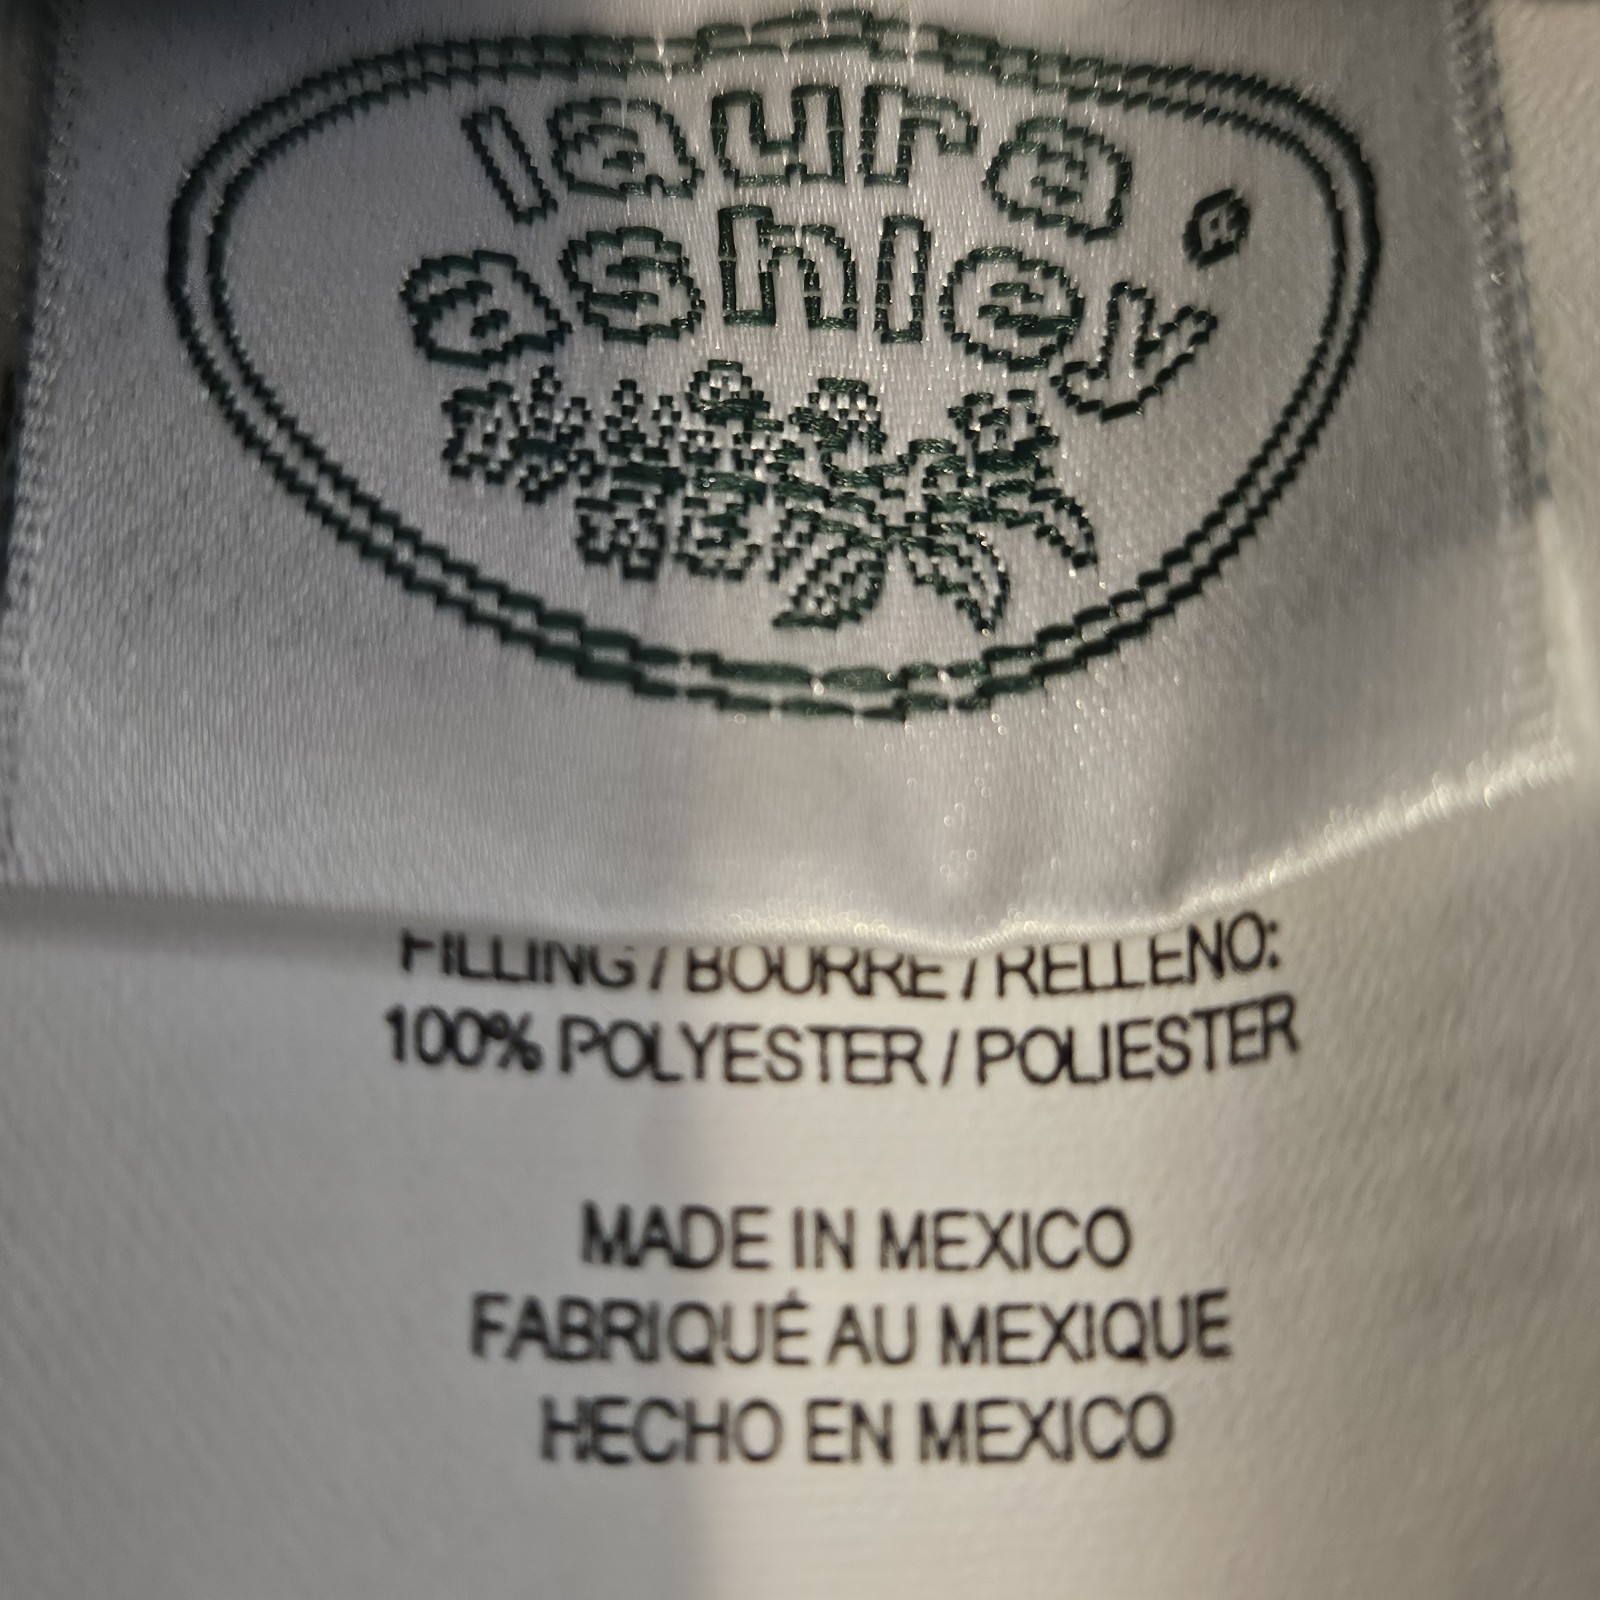 laura
ashley ®
FILLING / BOURRE / RELLENO:
100% POLYESTER / POLIESTER
MADE IN MEXICO
FABRIQUÉ AU MEXIQUE
HECHO EN MEXICO